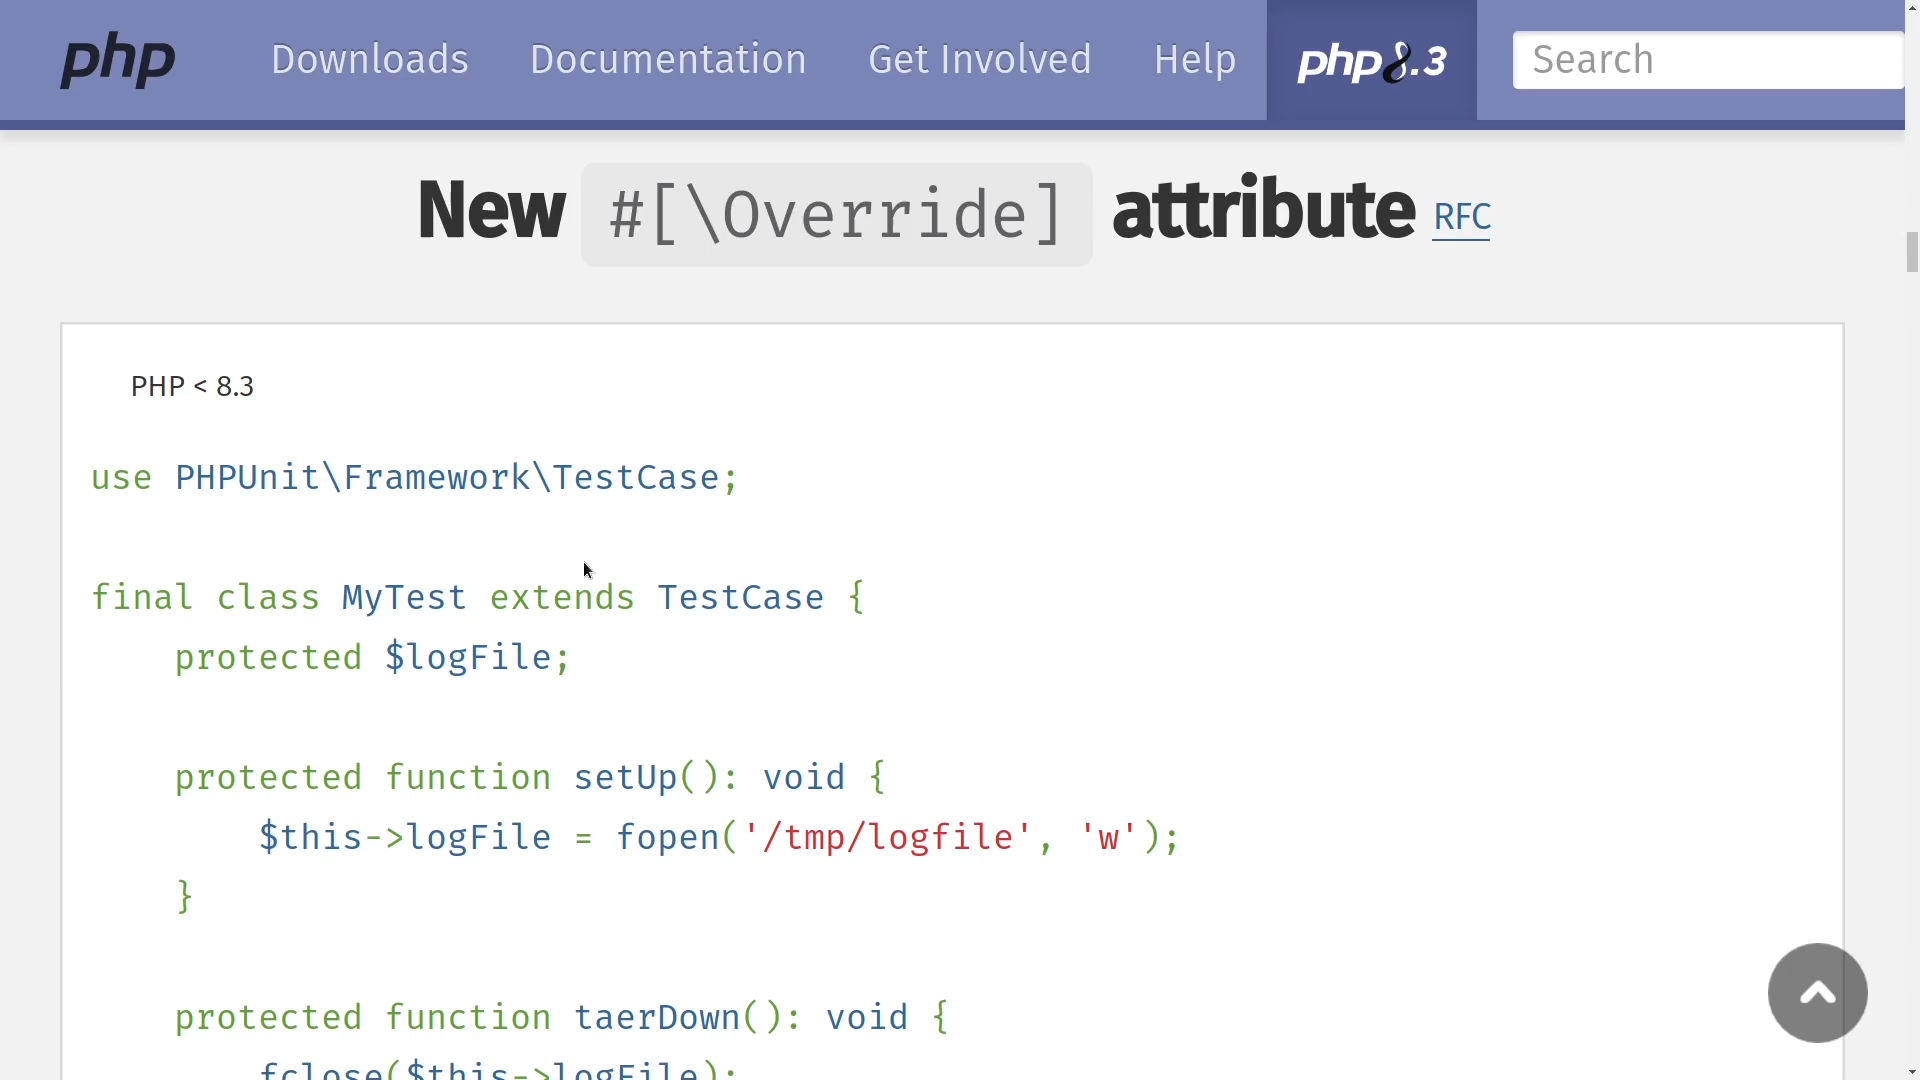 php Downloads Documentation Get Involved Help php8.3 Search
New #[\Override] attribute RFC
PHP < 8.3
use PHPUnit\Framework\TestCase;
final class MyTest extends TestCase {
protected $logFile;
protected function setUp(): void {
$this->logFile = fopen('/tmp/logfile', 'w');
}
protected function taerDown(): void {
fclose($this->logFile);